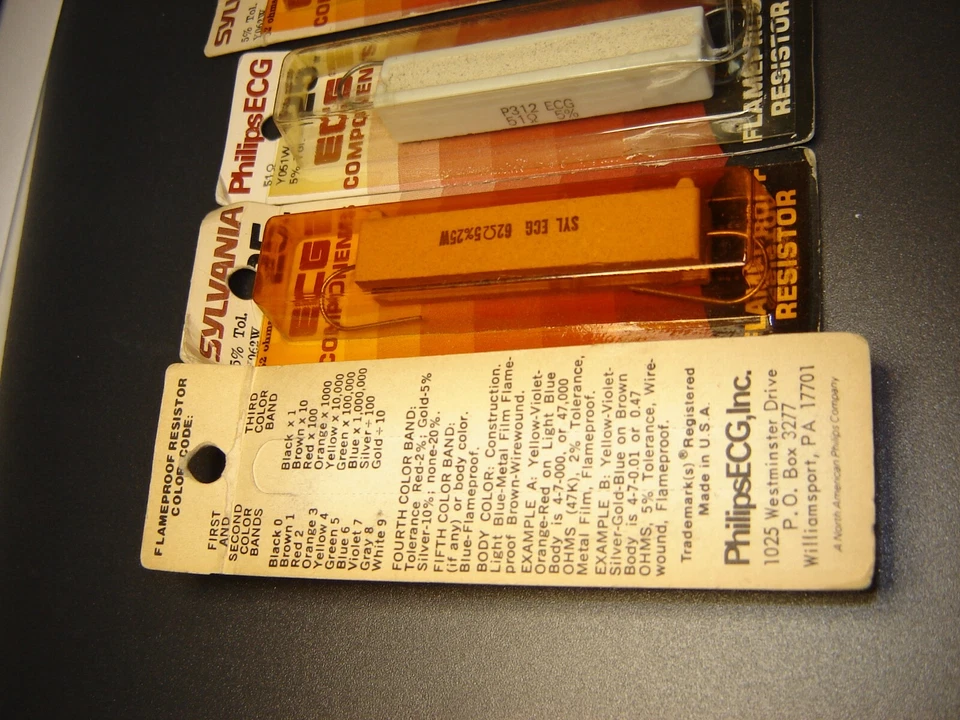 SYLV
5% Tol.
PhilipsECG
51Ω
Y051W
5%
ECG
COMPONENTS
P312 ECG
51Ω 5%
FLAMEPROOF
RESISTOR
SYLVANIA
5% Tol.
ECG
COMPONENTS
SYL ECG 62Ω5%25W
RESISTOR
FLAMEPROOF RESISTOR
COLOR CODE:
FIRST
AND
SECOND
COLOR
BANDS
THIRD
COLOR
BAND
Black 0
Brown 1
Red 2
Orange 3
Yellow 4
Green 5
Blue 6
Violet 7
Gray 8
White 9
Black x 1
Brown x 10
Red x 100
Orange x 1000
Yellow x 10,000
Green x 100,000
Blue x 1,000,000
Silver ÷ 100
Gold ÷ 10
FOURTH COLOR BAND:
Tolerance Red-2%; Gold-5%
Silver-10%; none-20%.
FIFTH COLOR BAND:
(if any) or body color.
Blue-Flameproof.
BODY COLOR: Construction.
Light Blue-Metal Film Flame-
proof Brown-Wirewound.
EXAMPLE A: Yellow-Violet-
Orange-Red on Light Blue
Body is 4-7-000, or 47,000
OHMS (47K), 2% Tolerance,
Metal Film, Flameproof.
EXAMPLE B: Yellow-Violet-
Silver-Gold-Blue on Brown
Body is 4-7-0.01 or 0.47
OHMS, 5% Tolerance, Wire-
wound, Flameproof.
Trademark(s)® Registered
Made in U.S.A.
PhilipsECG,Inc.
1025 Westminster Drive
P. O. Box 3277
Williamsport, PA 17701
A North American Philips Company